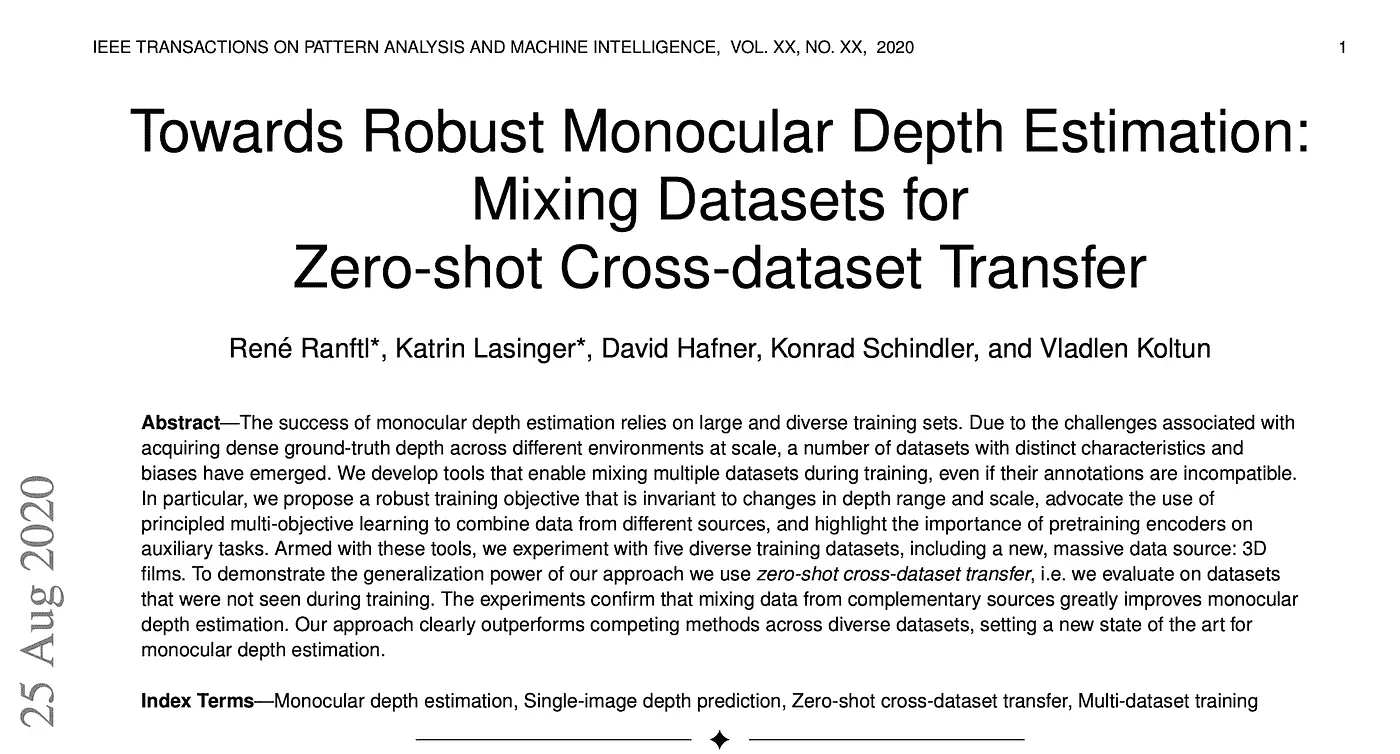 IEEE TRANSACTIONS ON PATTERN ANALYSIS AND MACHINE INTELLIGENCE, VOL. XX, NO. XX, 2020 1
Towards Robust Monocular Depth Estimation:
Mixing Datasets for
Zero-shot Cross-dataset Transfer
René Ranftl*, Katrin Lasinger*, David Hafner, Konrad Schindler, and Vladlen Koltun
Abstract—The success of monocular depth estimation relies on large and diverse training sets. Due to the challenges associated with
acquiring dense ground-truth depth across different environments at scale, a number of datasets with distinct characteristics and
biases have emerged. We develop tools that enable mixing multiple datasets during training, even if their annotations are incompatible.
In particular, we propose a robust training objective that is invariant to changes in depth range and scale, advocate the use of
principled multi-objective learning to combine data from different sources, and highlight the importance of pretraining encoders on
auxiliary tasks. Armed with these tools, we experiment with five diverse training datasets, including a new, massive data source: 3D
films. To demonstrate the generalization power of our approach we use zero-shot cross-dataset transfer, i.e. we evaluate on datasets
that were not seen during training. The experiments confirm that mixing data from complementary sources greatly improves monocular
depth estimation. Our approach clearly outperforms competing methods across diverse datasets, setting a new state of the art for
monocular depth estimation.
Index Terms—Monocular depth estimation, Single-image depth prediction, Zero-shot cross-dataset transfer, Multi-dataset training
25 Aug 2020